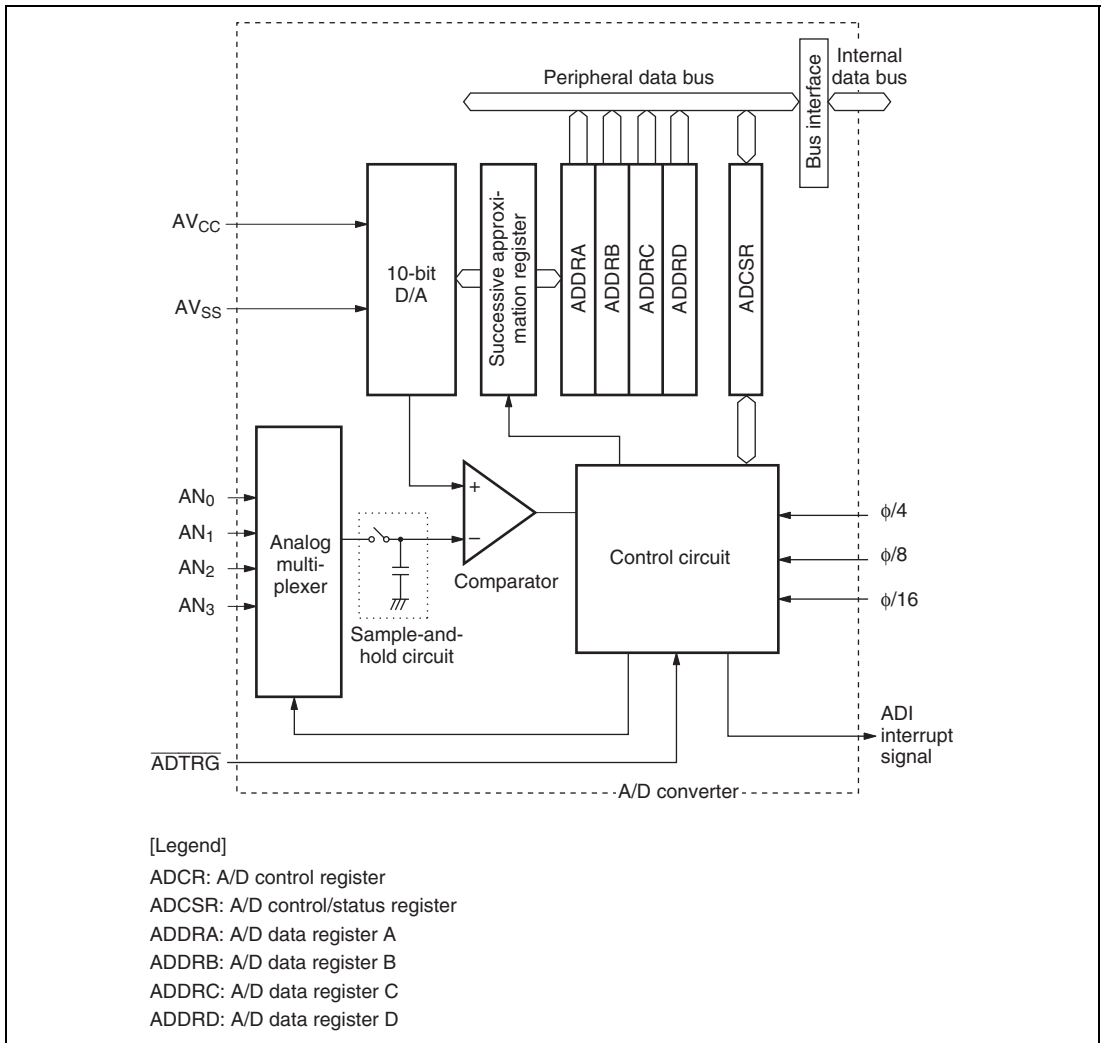 Peripheral data bus
Internal
data bus
Bus interface
AVCC
AVSS
10-bit
D/A
Successive approxi-
mation register
ADDRA
ADDRB
ADDRC
ADDRD
ADCSR
AN0
AN1
AN2
AN3
Analog
multi-
plexer
Sample-and-
hold circuit
+
−
Comparator
Control circuit
ϕ/4
ϕ/8
ϕ/16
ADI
interrupt
signal
ADTRG
A/D converter
[Legend]
ADCR: A/D control register
ADCSR: A/D control/status register
ADDRA: A/D data register A
ADDRB: A/D data register B
ADDRC: A/D data register C
ADDRD: A/D data register D